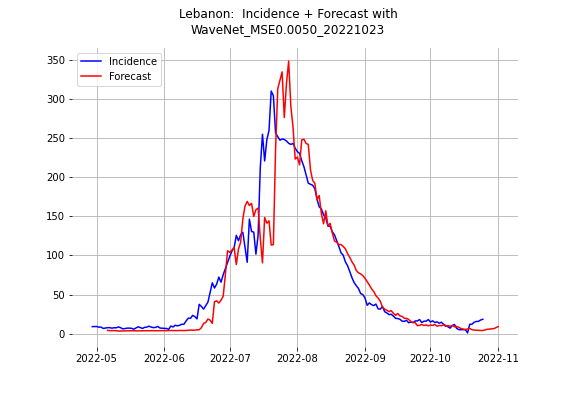 Lebanon:  Incidence + Forecast with
WaveNet_MSE0.0050_20221023
Incidence
Forecast
350
300
250
200
150
100
50
0
2022-05 2022-06 2022-07 2022-08 2022-09 2022-10 2022-11